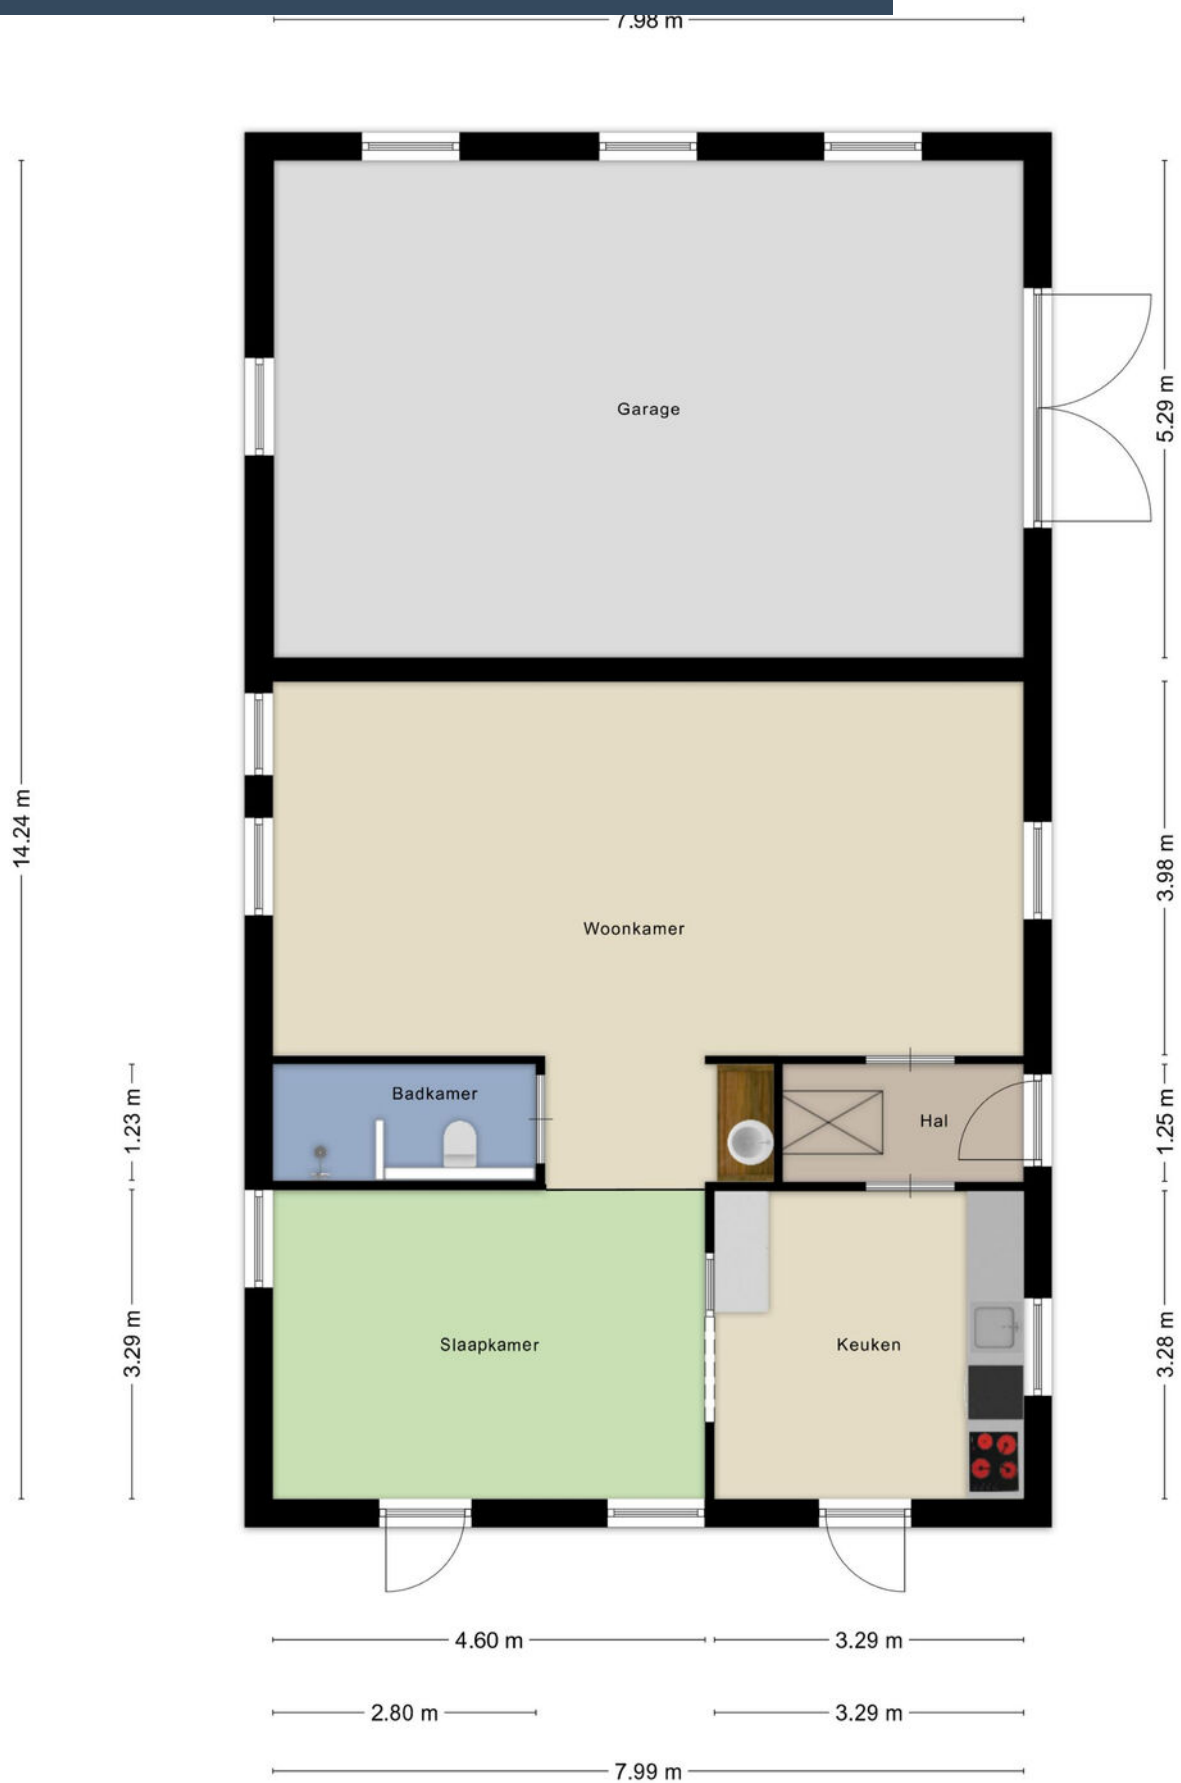 7.98 m
Garage
5.29 m
14.24 m
3.98 m
Woonkamer
Badkamer
1.23 m
Hal
1.25 m
Slaapkamer
3.29 m
Keuken
3.28 m
4.60 m
3.29 m
2.80 m
3.29 m
7.99 m